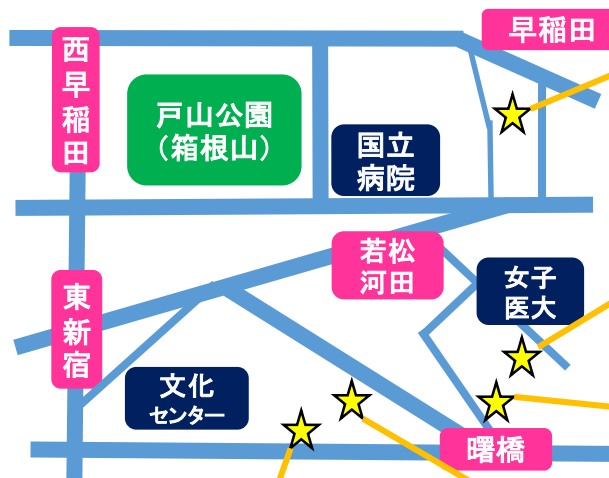 早稲田
西早稲田
戸山公園
（箱根山）
国立
病院
若松
河田
女子
医大
東新宿
文化
センター
曙橋